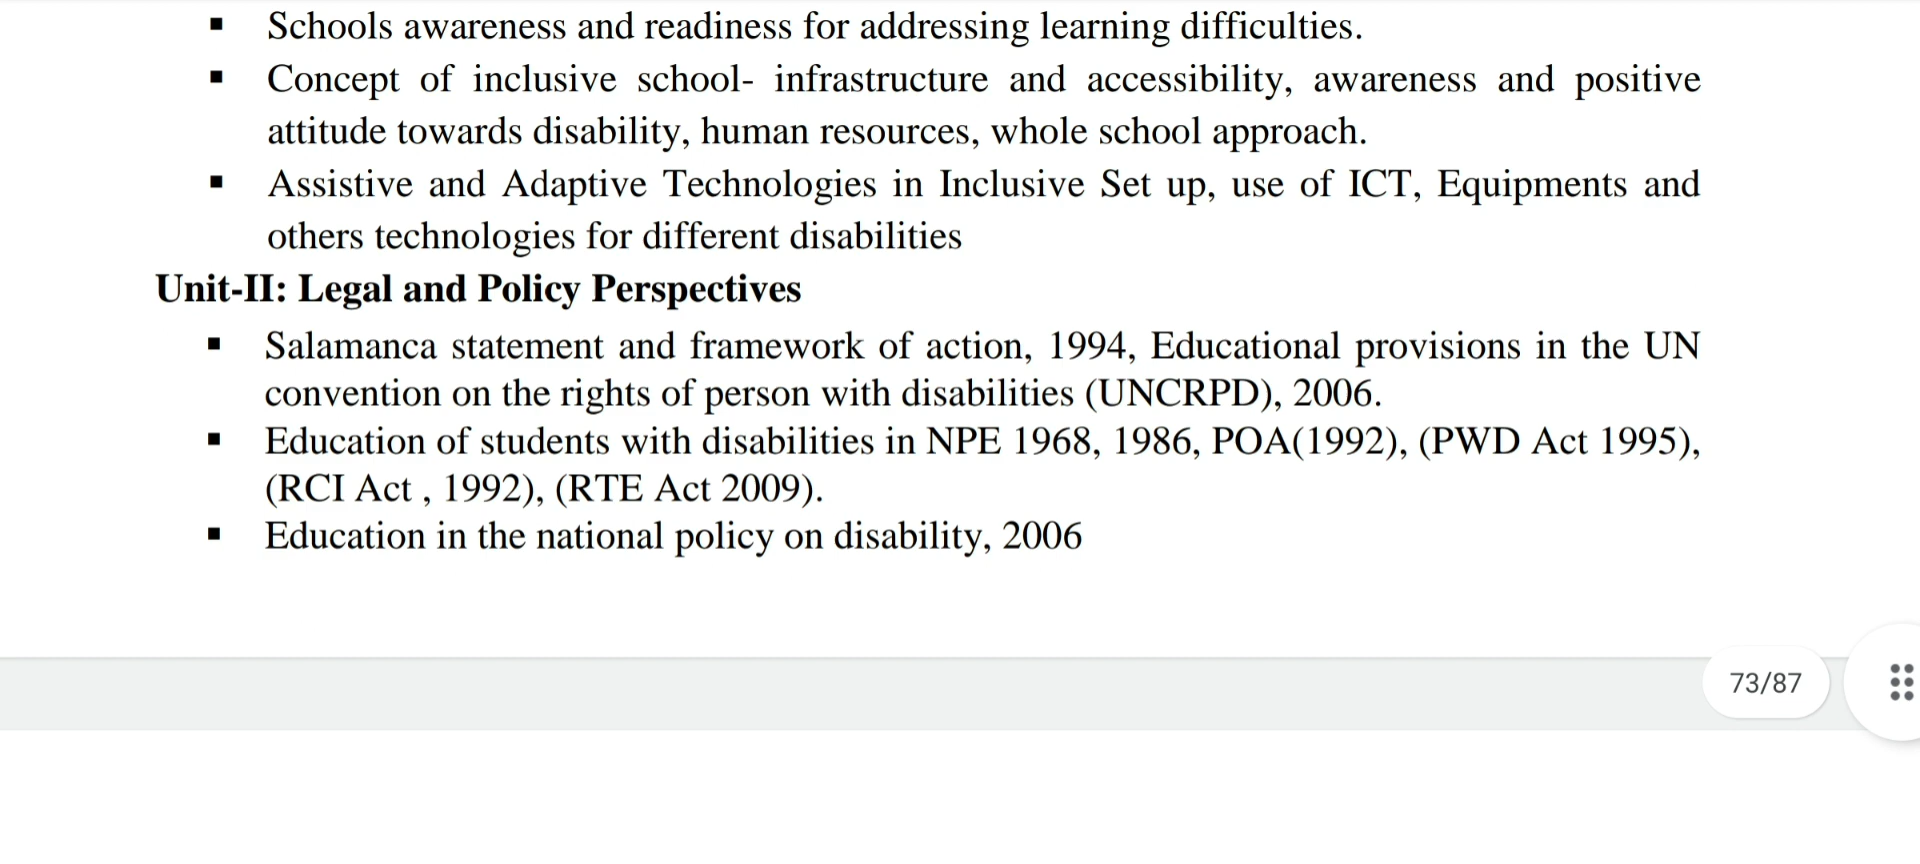 ▪ Schools awareness and readiness for addressing learning difficulties.
▪ Concept of inclusive school- infrastructure and accessibility, awareness and positive
attitude towards disability, human resources, whole school approach.
▪ Assistive and Adaptive Technologies in Inclusive Set up, use of ICT, Equipments and
others technologies for different disabilities
Unit-II: Legal and Policy Perspectives
▪ Salamanca statement and framework of action, 1994, Educational provisions in the UN
convention on the rights of person with disabilities (UNCRPD), 2006.
▪ Education of students with disabilities in NPE 1968, 1986, POA(1992), (PWD Act 1995),
(RCI Act , 1992), (RTE Act 2009).
▪ Education in the national policy on disability, 2006
73/87